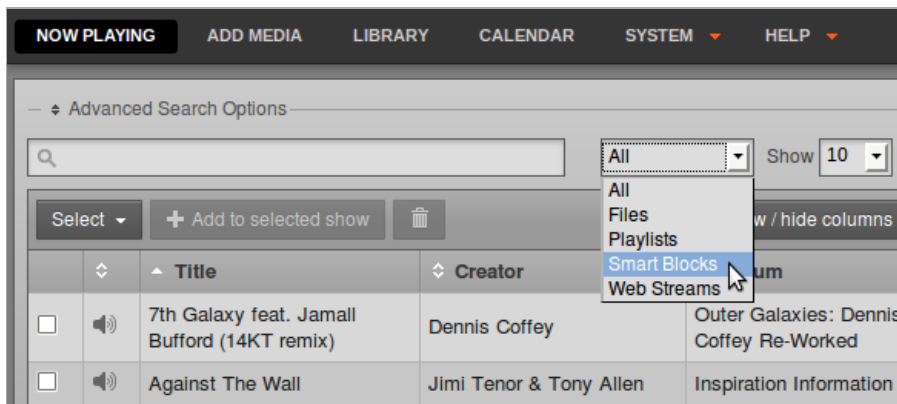 NOW PLAYING ADD MEDIA LIBRARY CALENDAR SYSTEM HELP
Advanced Search Options
All Show 10
All
Files
Playlists
Smart Blocks
Web Streams
Select + Add to selected show / hide columns
Title Creator
7th Galaxy feat. Jamall
Bufford (14KT remix)
Dennis Coffey
Outer Galaxies: Dennis
Coffey Re-Worked
Against The Wall Jimi Tenor & Tony Allen Inspiration Information